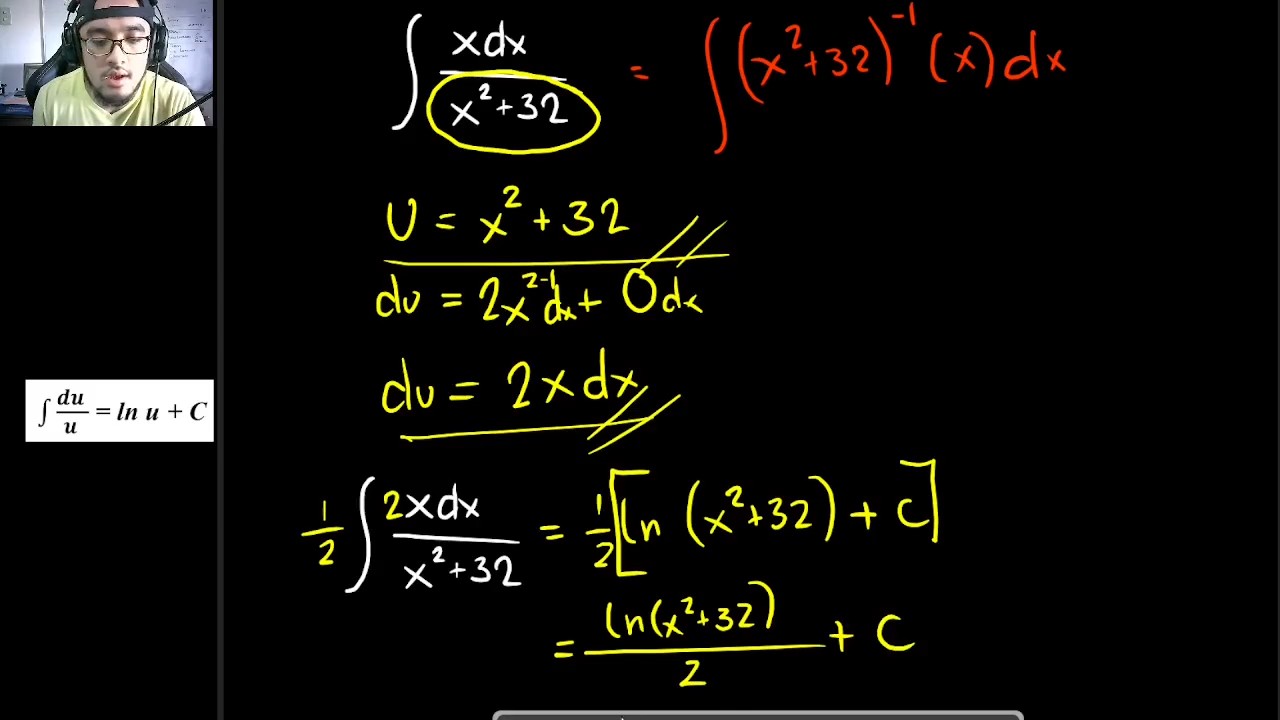 ∫ xdx / x²+32 = ∫ (x²+32)⁻¹ (x) dx
U = x² + 32
du = 2x²⁻¹dx + 0dx
du = 2xdx
∫ du/u = ln u + C
1/2 ∫ 2xdx / x²+32 = 1/2 [ln (x²+32) + C]
= ln(x²+32) / 2 + C